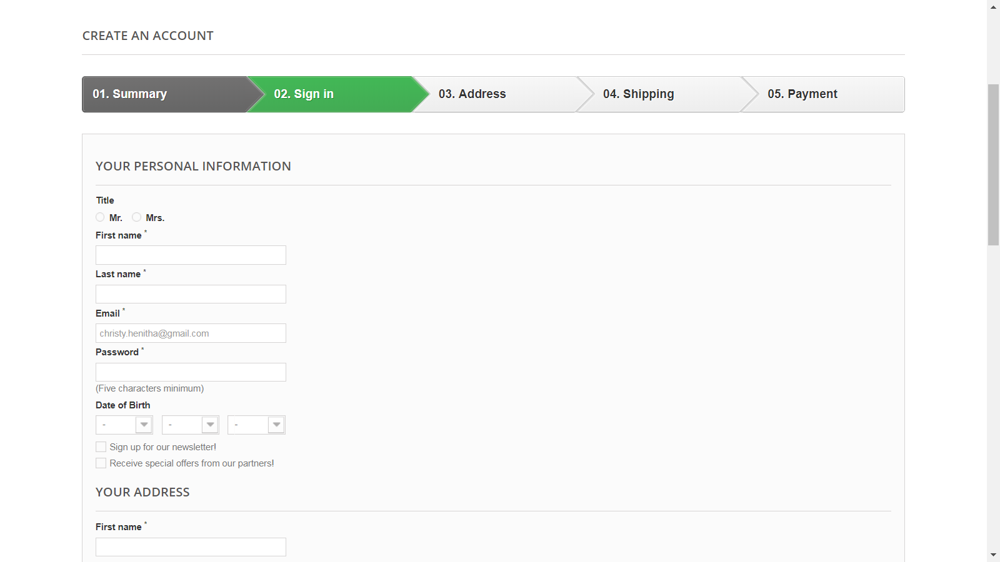 CREATE AN ACCOUNT
01. Summary
02. Sign in
03. Address
04. Shipping
05. Payment
YOUR PERSONAL INFORMATION
Title
Mr.
Mrs.
First name *
Last name *
Email *
christy.henitha@gmail.com
Password *
(Five characters minimum)
Date of Birth
- - -
Sign up for our newsletter!
Receive special offers from our partners!
YOUR ADDRESS
First name *